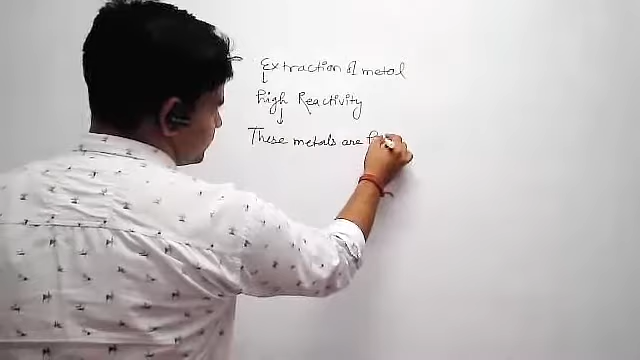 Extraction of metal
high Reactivity
These metals are